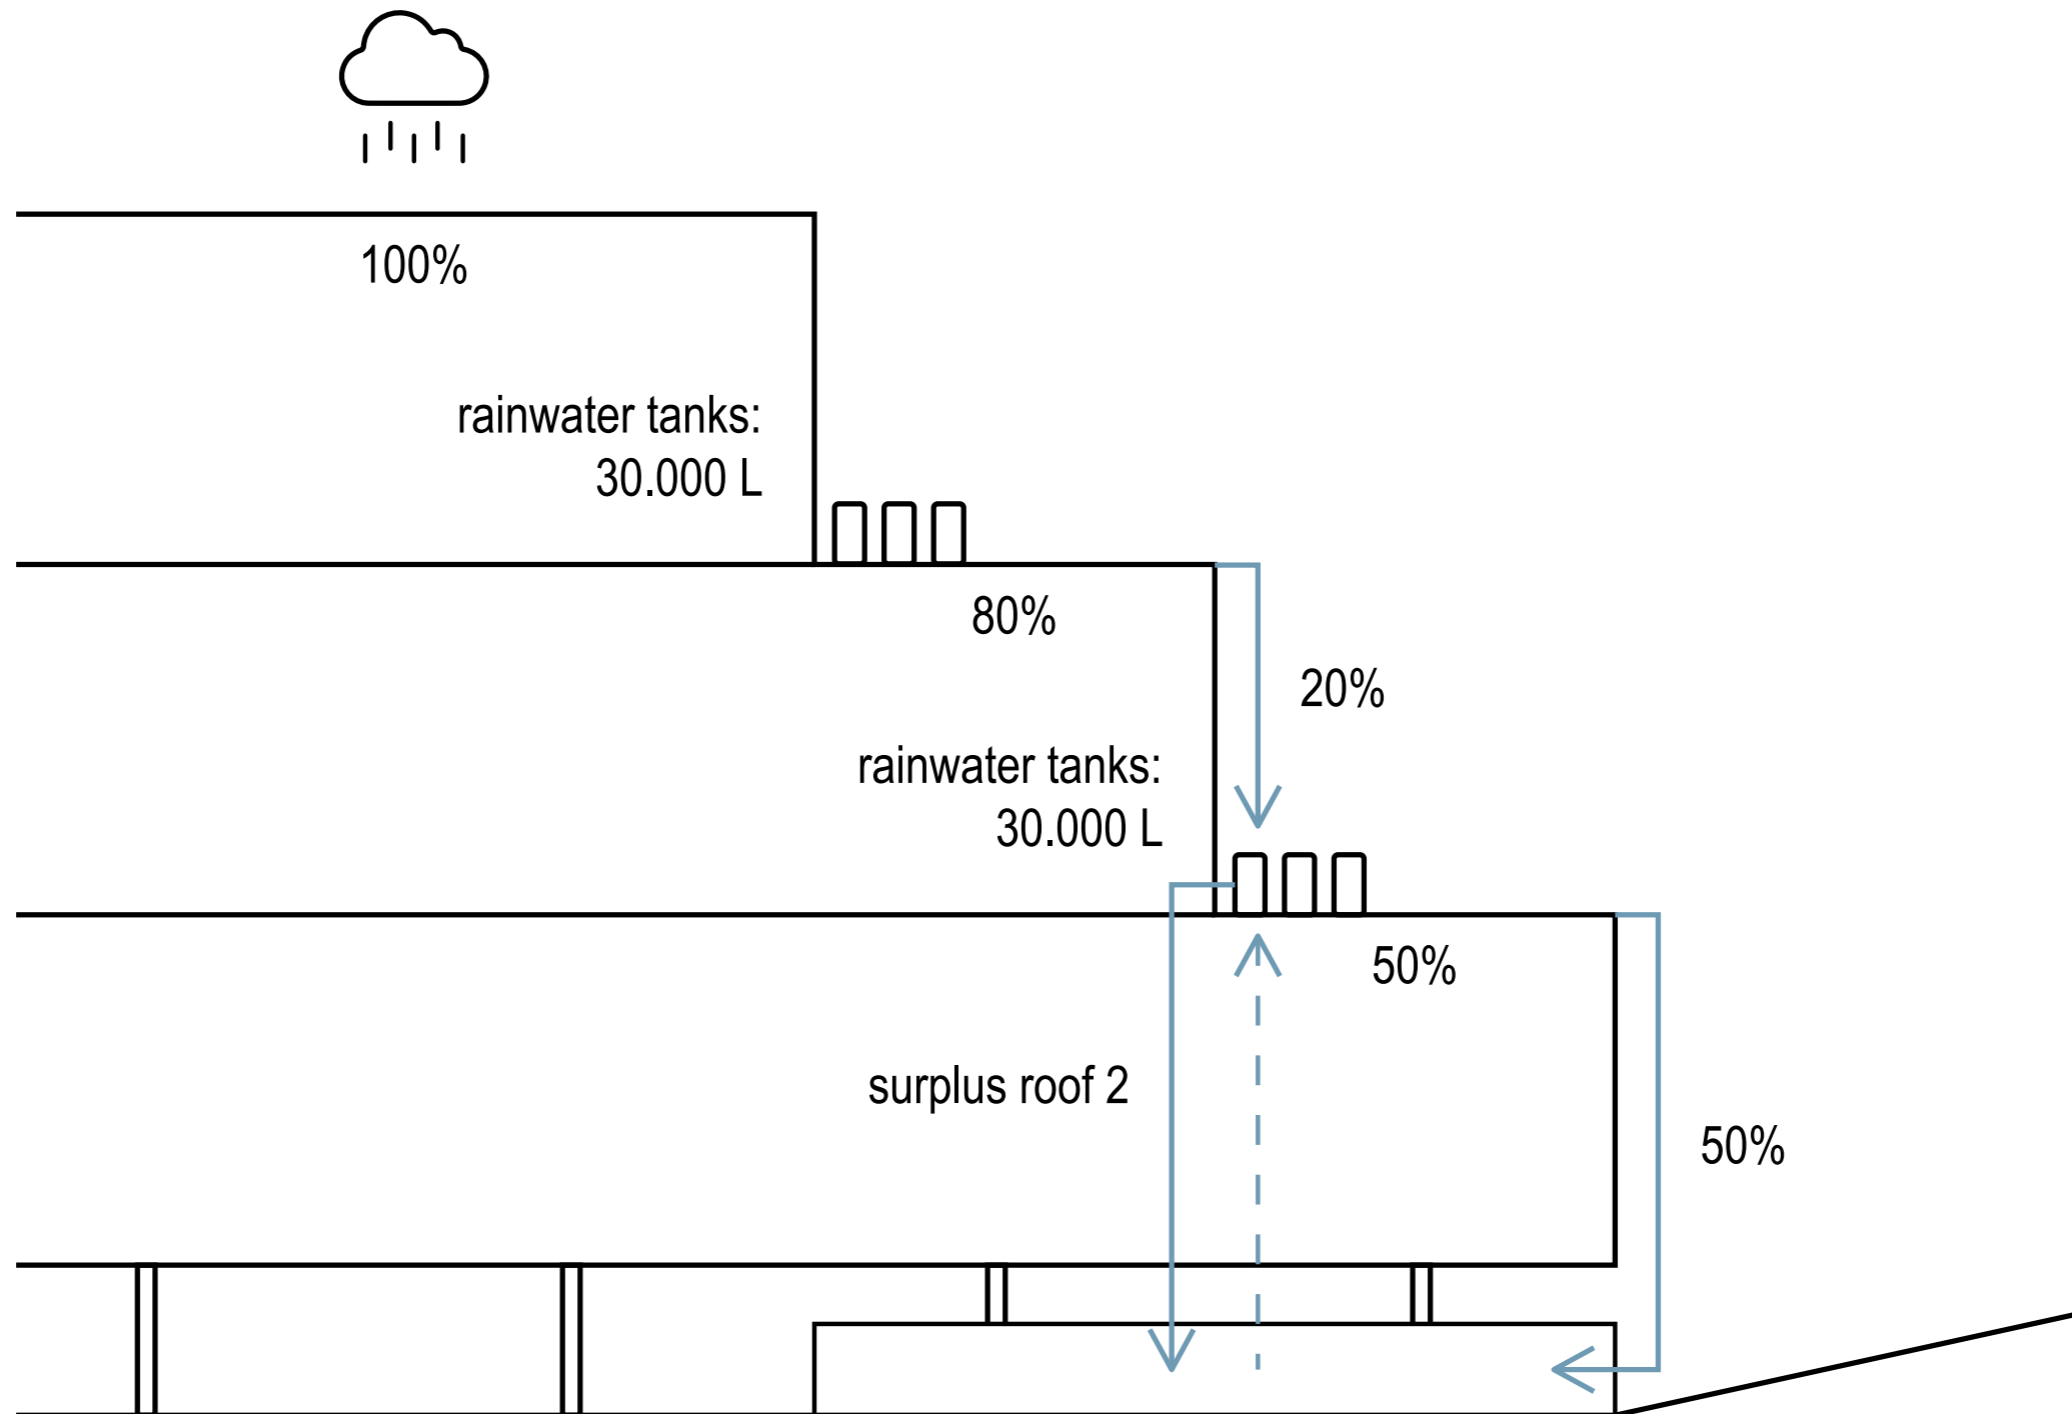 100%
rainwater tanks:
30.000 L
80%
20%
rainwater tanks:
30.000 L
50%
surplus roof 2
50%